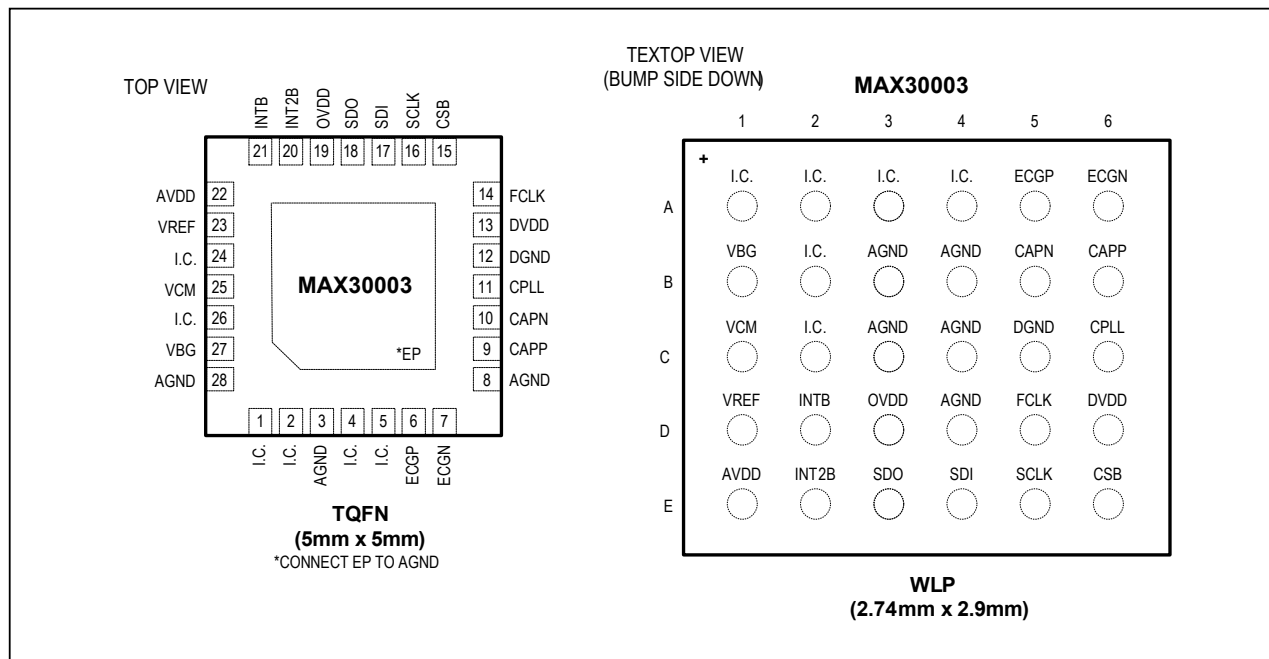 TOP VIEW
INTB INT2B OVDD SDO SDI SCLK CSB
21 20 19 18 17 16 15
AVDD 22
VREF 23
I.C. 24
VCM 25
I.C. 26
VBG 27
AGND 28
MAX30003
*EP
14 FCLK
13 DVDD
12 DGND
11 CPLL
10 CAPN
9 CAPP
8 AGND
1 2 3 4 5 6 7
I.C. I.C. AGND I.C. I.C. ECGP ECGN
TQFN
(5mm x 5mm)
*CONNECT EP TO AGND
TEXTOP VIEW
(BUMP SIDE DOWN)
MAX30003
1 2 3 4 5 6
+
I.C. I.C. I.C. I.C. ECGP ECGN
A
VBG I.C. AGND AGND CAPN CAPP
B
VCM I.C. AGND AGND DGND CPLL
C
VREF INTB OVDD AGND FCLK DVDD
D
AVDD INT2B SDO SDI SCLK CSB
E
WLP
(2.74mm x 2.9mm)